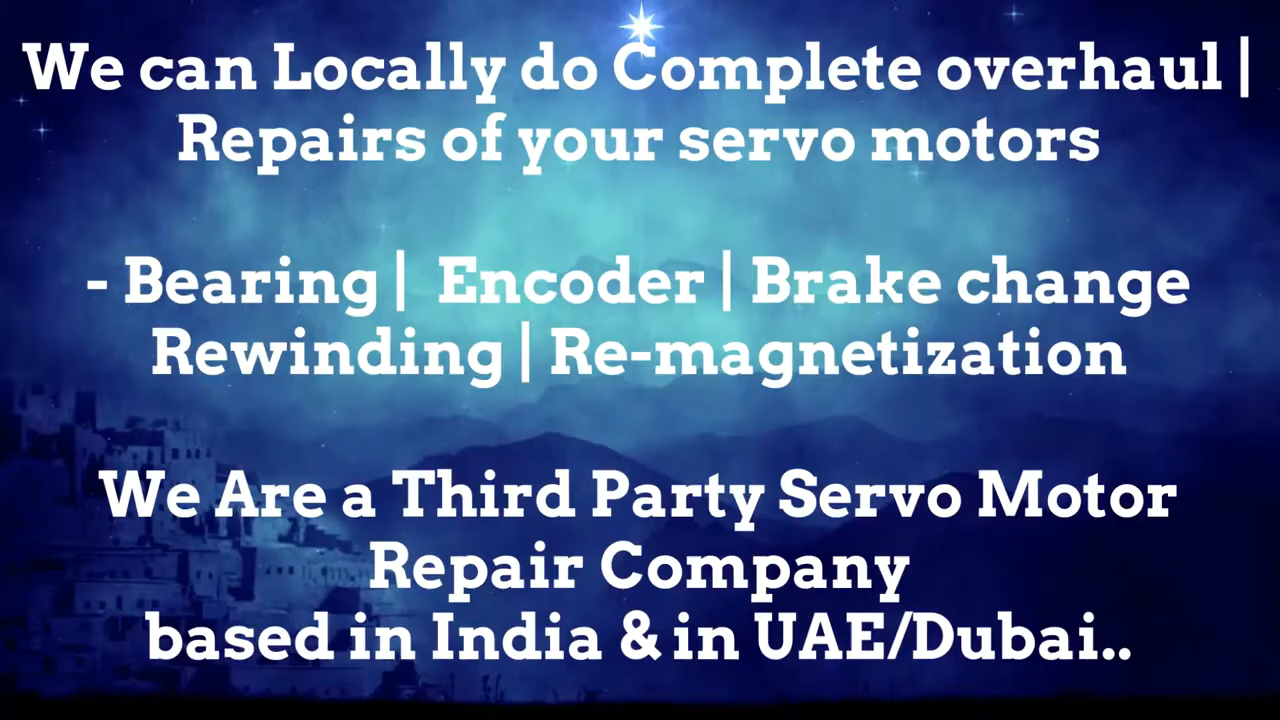 We can Locally do Complete overhaul |
Repairs of your servo motors
- Bearing |  Encoder | Brake change
Rewinding | Re-magnetization
We Are a Third Party Servo Motor
Repair Company
based in India & in UAE/Dubai..